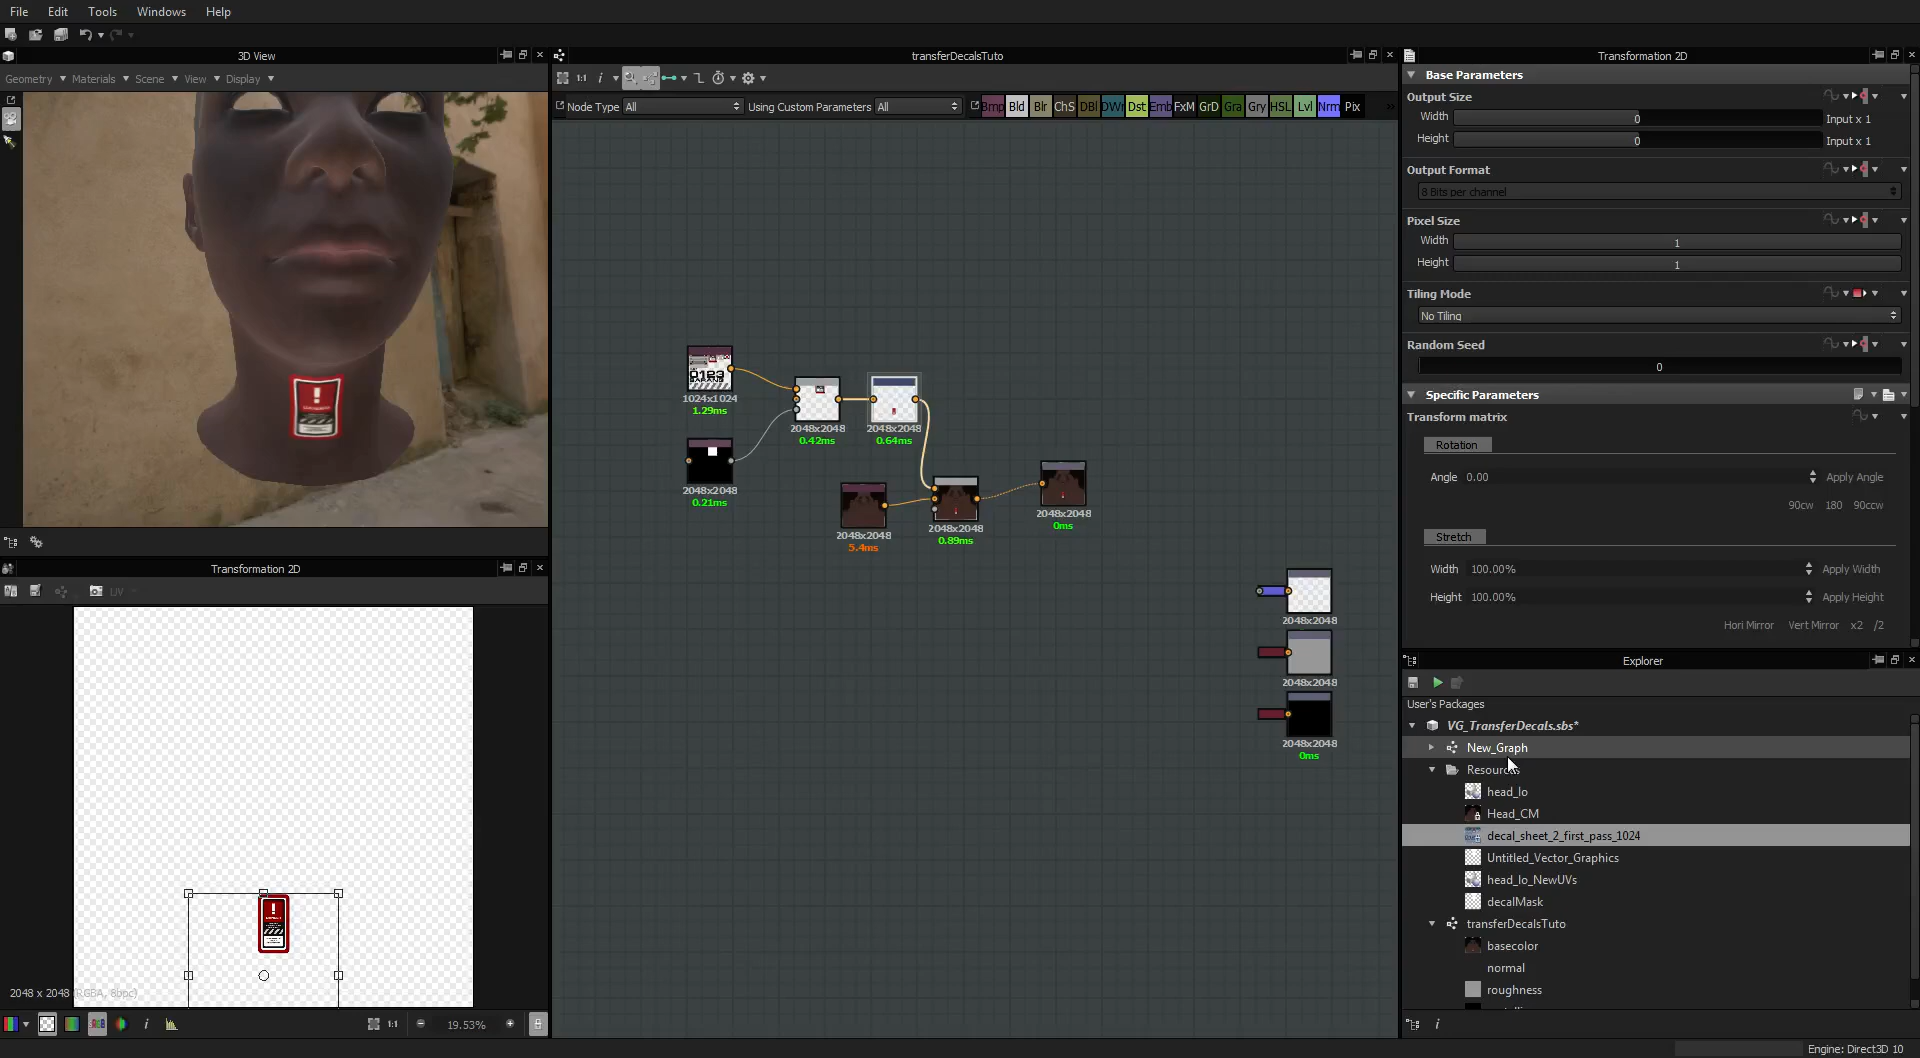 File Edit Tools Windows Help
3D View
Geometry Materials Scene View Display
transferDecalsTuto
1:1
Node Type All Using Custom Parameters All
Bmp Bld Blr ChS DBl DWr Dst Emb FxM GrD Gra Gry HSL Lvl Nrm Pix
0123
1024x1024
1.29ms
2048x2048
0.42ms
2048x2048
0.64ms
2048x2048
0.21ms
2048x2048
5.4ms
2048x2048
0.89ms
2048x2048
0ms
2048x2048
2048x2048
2048x2048
0ms
Transformation 2D
UV
2048 x 2048 (RGBA, 8bpc)
1:1
19.53%
Transformation 2D
Base Parameters
Output Size
Width 0 Input x 1
Height 0 Input x 1
Output Format
8 Bits per channel
Pixel Size
Width 1
Height 1
Tiling Mode
No Tiling
Random Seed
0
Specific Parameters
Transform matrix
Rotation
Angle 0.00 Apply Angle
90cw 180 90ccw
Stretch
Width 100.00% Apply Width
Height 100.00% Apply Height
Hori Mirror Vert Mirror x2 /2
Explorer
User's Packages
VG_TransferDecals.sbs*
New_Graph
Resources
head_lo
Head_CM
decal_sheet_2_first_pass_1024
Untitled_Vector_Graphics
head_lo_NewUVs
decalMask
transferDecalsTuto
basecolor
normal
roughness
Engine: Direct3D 10